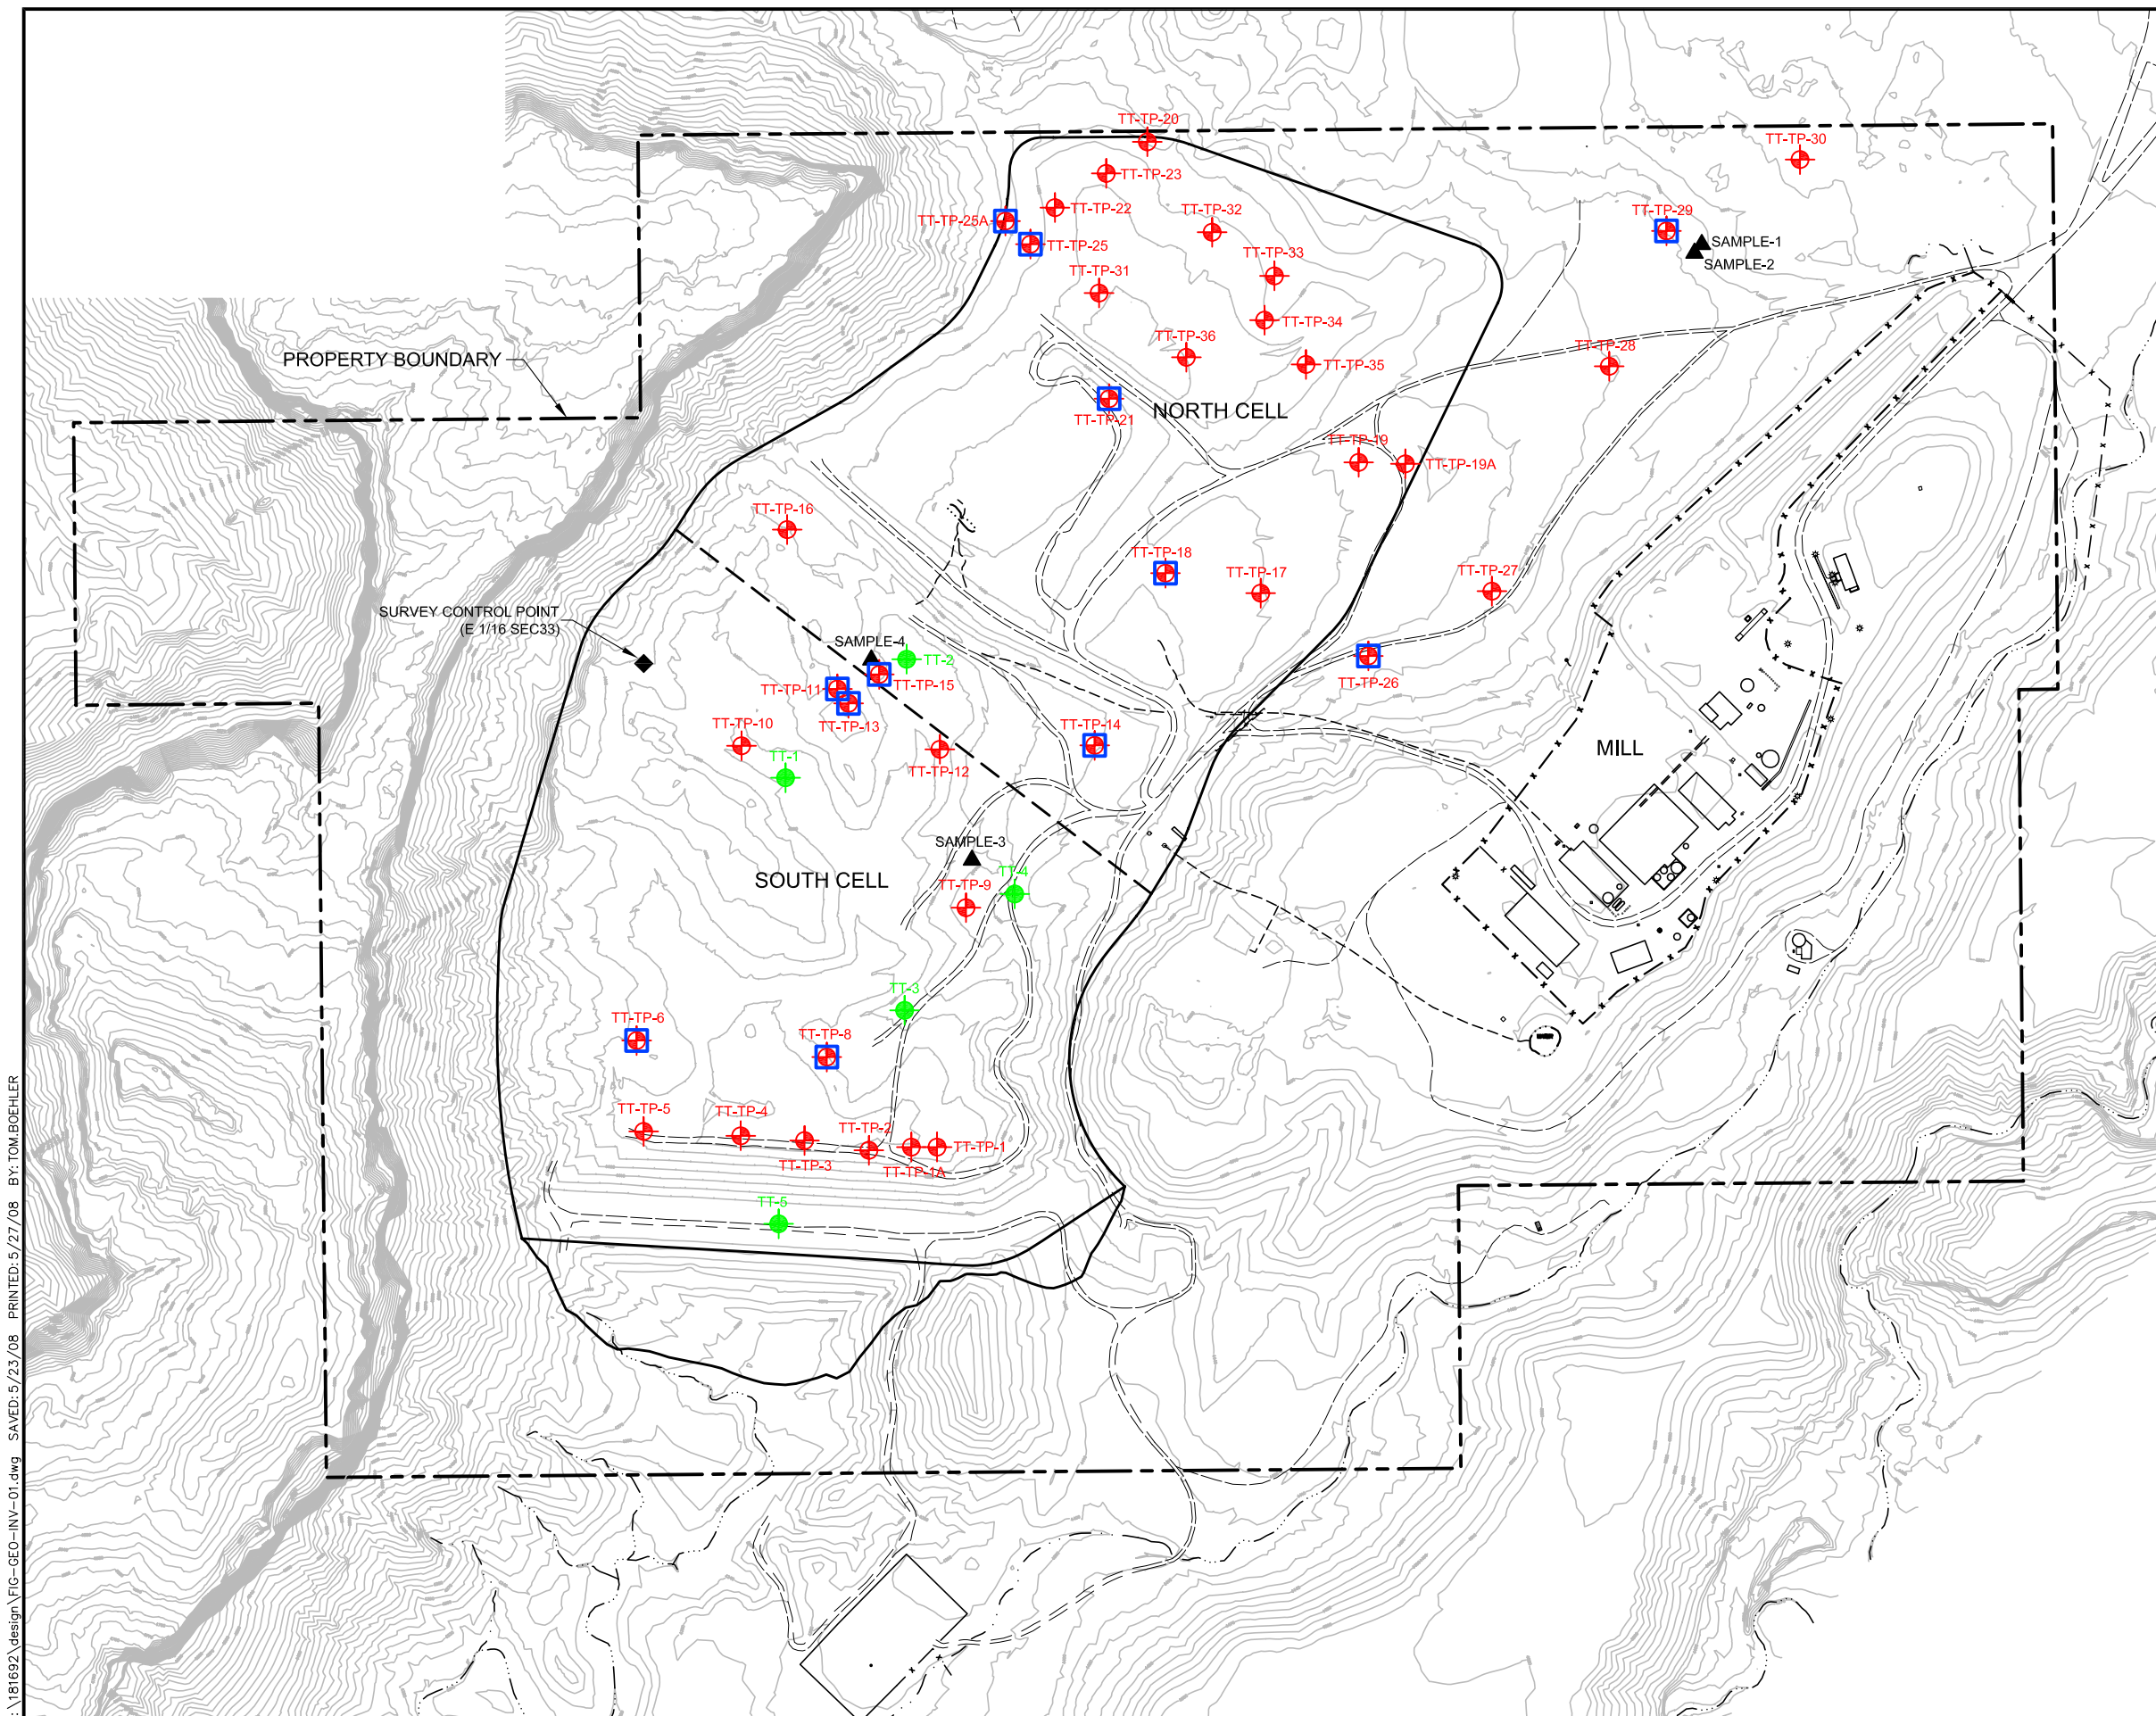 TT-TP-20
TT-TP-30
TT-TP-23
TT-TP-22
TT-TP-32
TT-TP-29
TT-TP-25A
TT-TP-25
SAMPLE-1
SAMPLE-2
TT-TP-33
TT-TP-31
TT-TP-34
TT-TP-36
TT-TP-28
PROPERTY BOUNDARY
TT-TP-35
NORTH CELL
TT-TP-21
TT-TP-19
TT-TP-19A
TT-TP-16
TT-TP-18
TT-TP-17
TT-TP-27
SURVEY CONTROL POINT
(E 1/16 SEC33)
SAMPLE-4
TT-2
TT-TP-15
TT-TP-11
TT-TP-26
TT-TP-13
TT-TP-10
TT-TP-14
TT-1
TT-TP-12
MILL
SAMPLE-3
SOUTH CELL
TT-4
TT-TP-9
TT-3
TT-TP-6
TT-TP-8
TT-TP-5
TT-TP-4
TT-TP-2
TT-TP-1
TT-TP-3
TT-TP-1A
TT-5
:\181692\design\FIG-GEO-INV-01.dwg SAVED:5/23/08 PRINTED:5/27/08 BY: TOM.BOEHLER